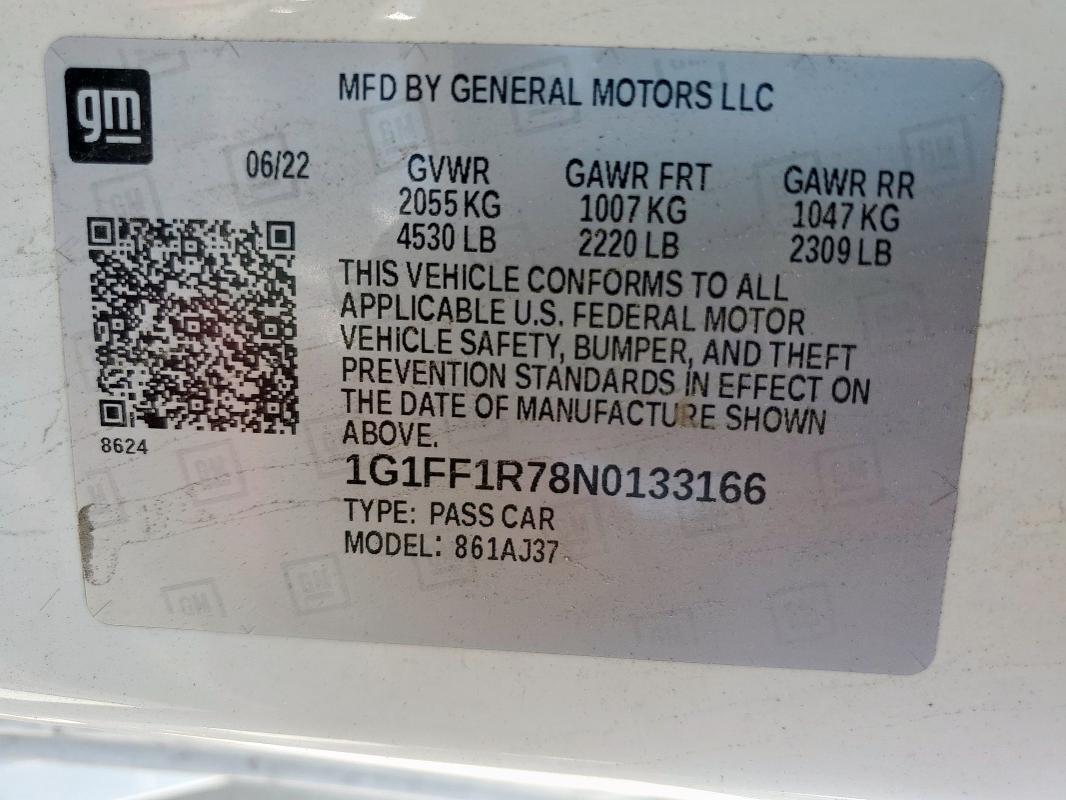 gm
MFD BY GENERAL MOTORS LLC
06/22 GVWR GAWR FRT GAWR RR
2055 KG 1007 KG 1047 KG
4530 LB 2220 LB 2309 LB
THIS VEHICLE CONFORMS TO ALL
APPLICABLE U.S. FEDERAL MOTOR
VEHICLE SAFETY, BUMPER, AND THEFT
PREVENTION STANDARDS IN EFFECT ON
THE DATE OF MANUFACTURE SHOWN
ABOVE.
8624
1G1FF1R78N0133166
TYPE: PASS CAR
MODEL: 861AJ37